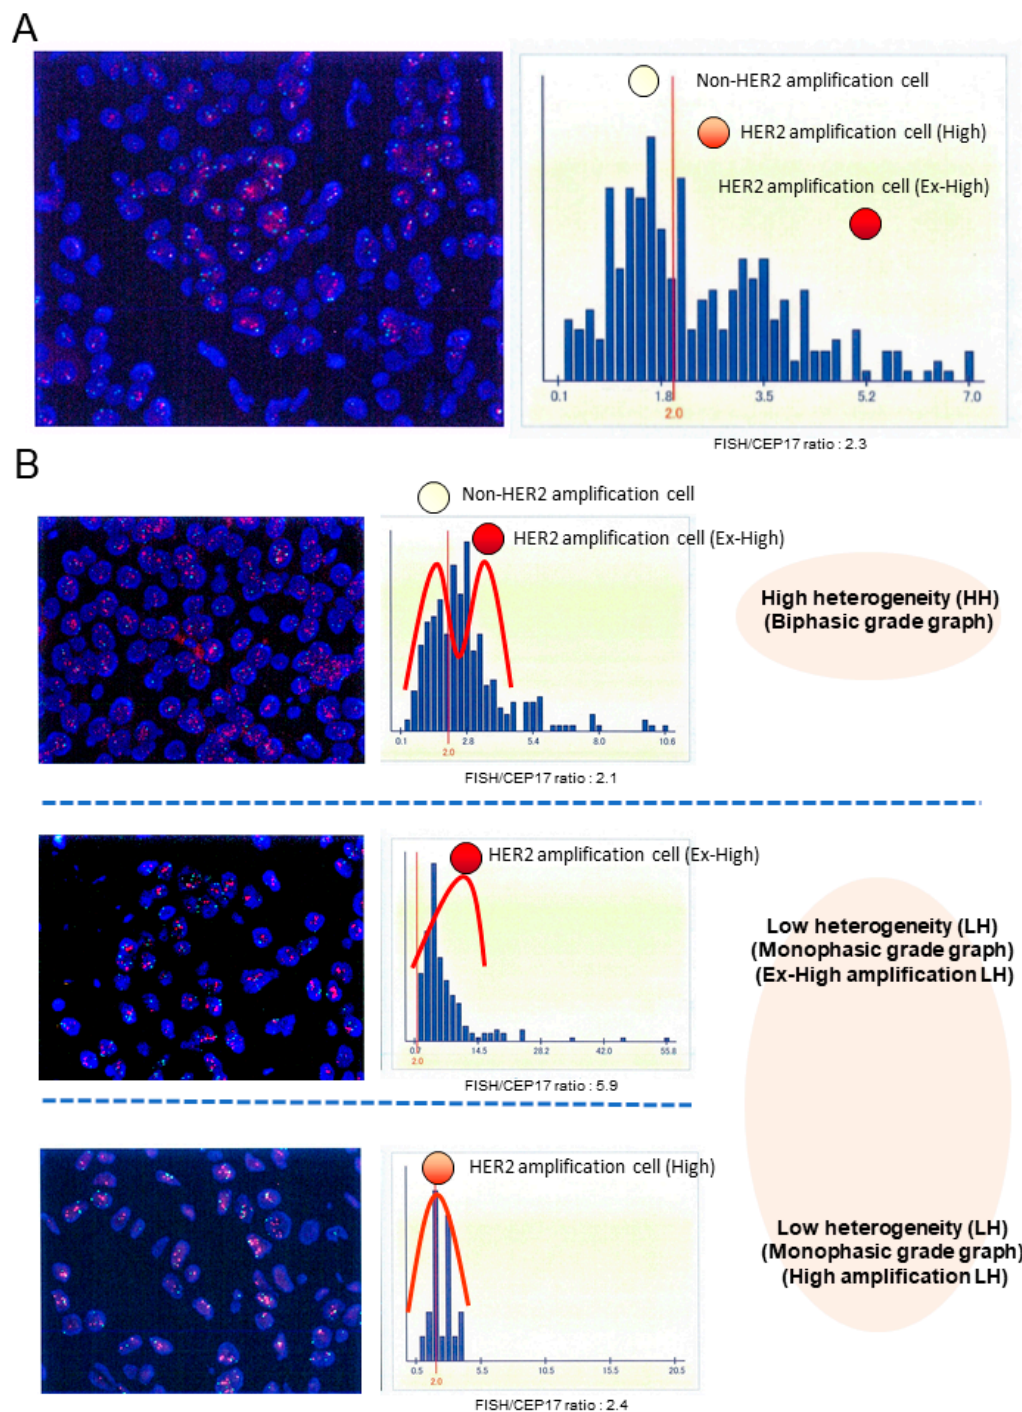 A
Non-HER2 amplification cell
HER2 amplification cell (High)
HER2 amplification cell (Ex-High)
0.1 1.8 3.5 5.2 7.0
2.0
FISH/CEP17 ratio : 2.3
B
Non-HER2 amplification cell
HER2 amplification cell (Ex-High)
0.1 2.8 5.4 8.0 10.6
2.0
FISH/CEP17 ratio : 2.1
High heterogeneity (HH)
(Biphasic grade graph)
HER2 amplification cell (Ex-High)
0.7 14.5 28.2 42.0 55.8
2.0
FISH/CEP17 ratio : 5.9
Low heterogeneity (LH)
(Monophasic grade graph)
(Ex-High amplification LH)
HER2 amplification cell (High)
0.5 5.5 10.5 15.5 20.5
2.0
FISH/CEP17 ratio : 2.4
Low heterogeneity (LH)
(Monophasic grade graph)
(High amplification LH)